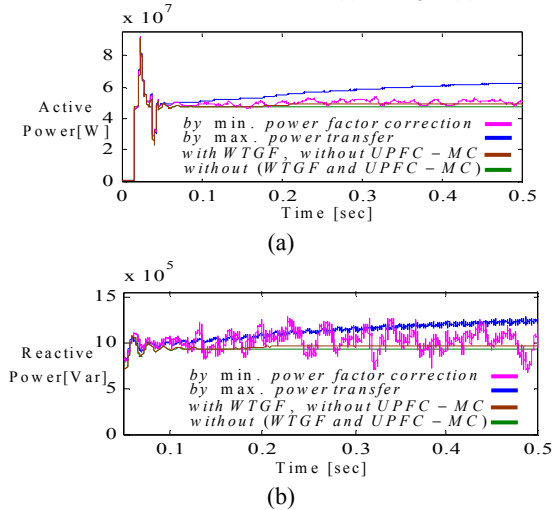 x 10^7
8
6
4
2
0
Active
Power[W]
by min. power factor correction
by max. power transfer
with WTGF, without UPFC – MC
without (WTGF and UPFC – MC)
0 0.1 0.2 0.3 0.4 0.5
Time [sec]
(a)
x 10^5
15
10
5
0
Reactive
Power[Var]
by min. power factor correction
by max. power transfer
with WTGF, without UPFC – MC
without (WTGF and UPFC – MC)
0.1 0.2 0.3 0.4 0.5
Time [sec]
(b)